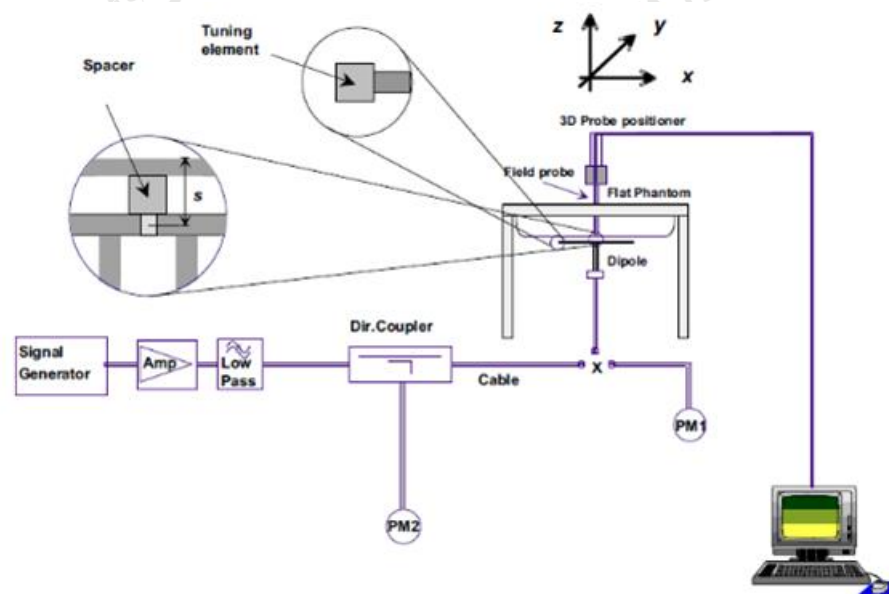 Tuning
element
Spacer
s
z
y
x
3D Probe positioner
Field probe
Flat Phantom
Dipole
Dir.Coupler
Signal
Generator
Amp
Low
Pass
Cable
X
PM1
PM2